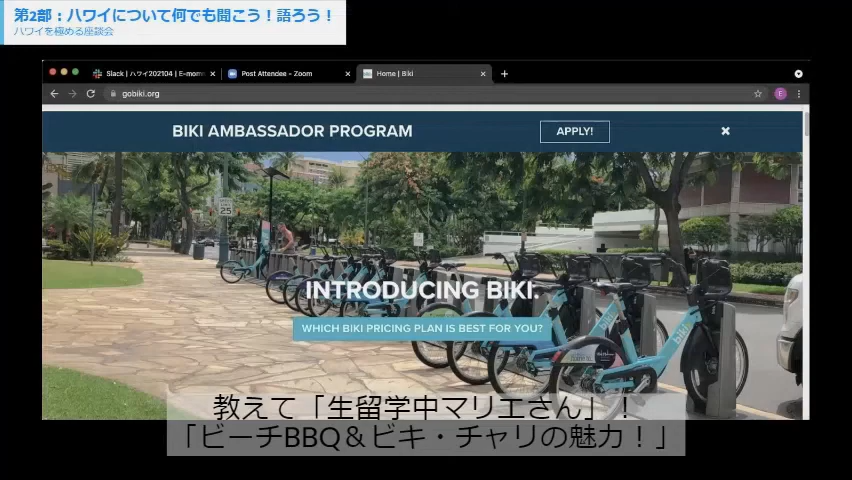 第2部：ハワイについて何でも聞こう！語ろう！
ハワイを極める座談会
Slack | ハワイ202104 | E-mom
Post Attendee - Zoom
Home | Biki
gobiki.org
E
BIKI AMBASSADOR PROGRAM
APPLY!
SPEED
LIMIT
25
INTRODUCING BIKI.
WHICH BIKI PRICING PLAN IS BEST FOR YOU?
biki
教えて「生留学中マリエさん」！
「ビーチBBQ＆ビキ・チャリの魅力！」